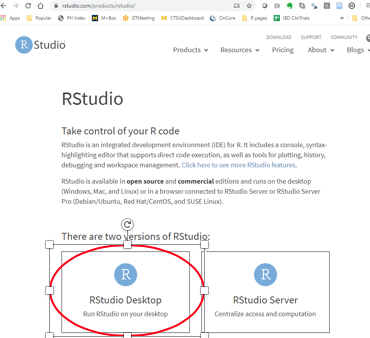 rstudio.com/products/rstudio/
Apps Popular PH Index Box M-Box GTMeeting CTSUDashboard OnCore R pages IBD ClinTrials Other
DOWNLOAD SUPPORT COMMUNITY
R Studio
Products Resources Pricing About Blogs
RStudio
Take control of your R code
RStudio is an integrated development environment (IDE) for R. It includes a console, syntax-
highlighting editor that supports direct code execution, as well as tools for plotting, history,
debugging and workspace management. Click here to see more RStudio features.
RStudio is available in open source and commercial editions and runs on the desktop
(Windows, Mac, and Linux) or in a browser connected to RStudio Server or RStudio Server
Pro (Debian/Ubuntu, Red Hat/CentOS, and SUSE Linux).
There are two versions of RStudio:
R
RStudio Desktop
Run RStudio on your desktop
R
RStudio Server
Centralize access and computation